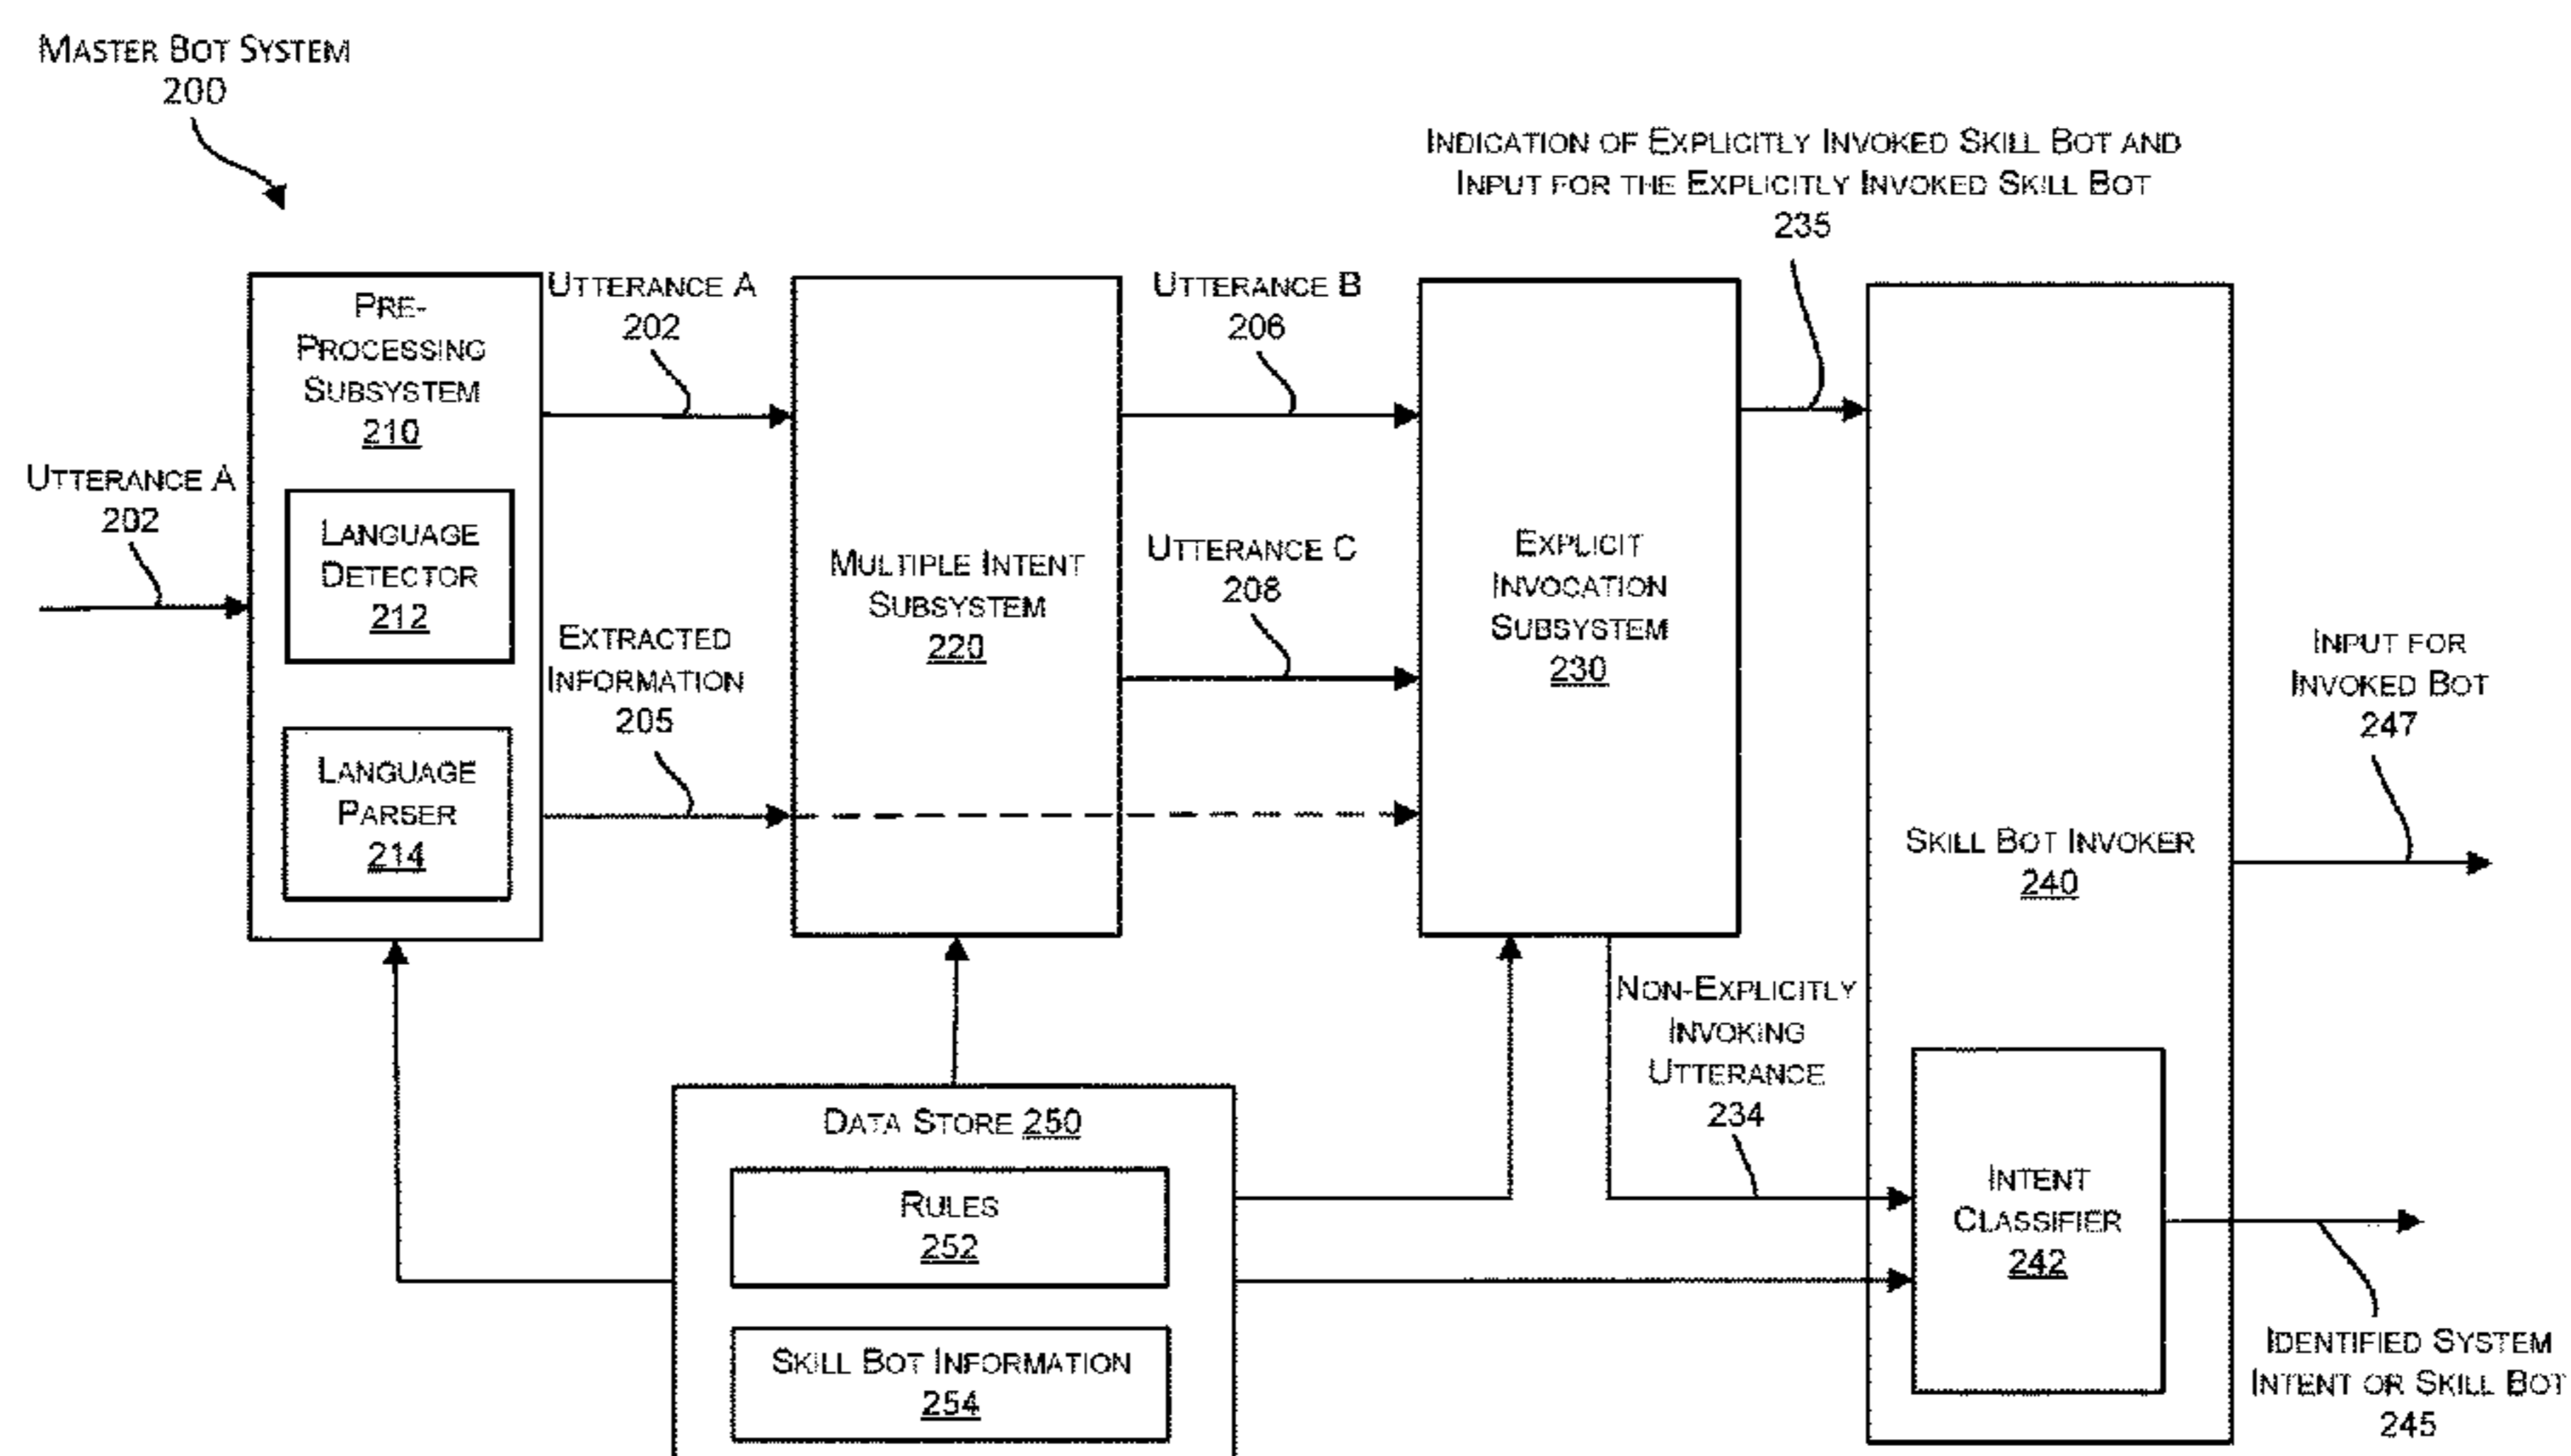 MASTER BOT SYSTEM
200
INDICATION OF EXPLICITLY INVOKED SKILL BOT AND
INPUT FOR THE EXPLICITLY INVOKED SKILL BOT
235
UTTERANCE A
202
PRE-
PROCESSING
SUBSYSTEM
210
LANGUAGE
DETECTOR
212
LANGUAGE
PARSER
214
UTTERANCE A
202
EXTRACTED
INFORMATION
205
MULTIPLE INTENT
SUBSYSTEM
220
UTTERANCE B
206
UTTERANCE C
208
EXPLICIT
INVOCATION
SUBSYSTEM
230
NON-EXPLICITLY
INVOKING
UTTERANCE
234
SKILL BOT INVOKER
240
INTENT
CLASSIFIER
242
INPUT FOR
INVOKED BOT
247
IDENTIFIED SYSTEM
INTENT OR SKILL BOT
245
DATA STORE 250
RULES
252
SKILL BOT INFORMATION
254